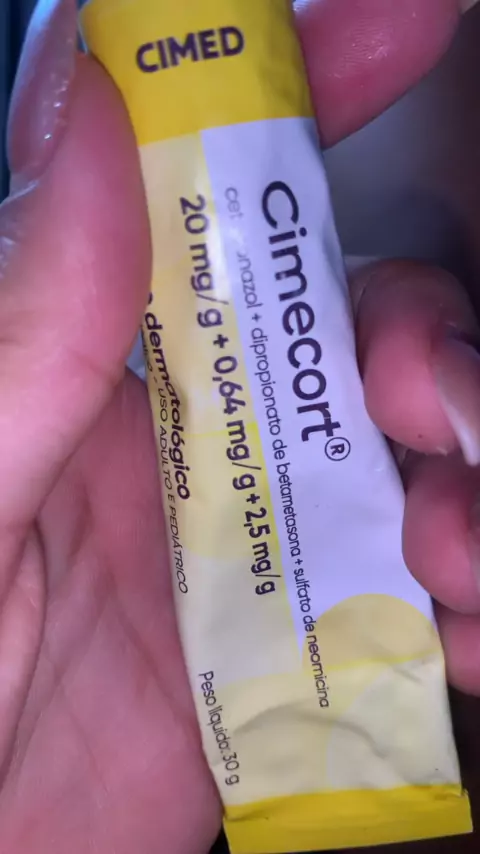 CIMED
Cimecort®
cet onazol + dipropionato de betametasona + sulfato de neomicina
20 mg/g + 0,64 mg/g + 2,5 mg/g
dermatológico
USO ADULTO E PEDIÁTRICO
Peso líquido: 30 g